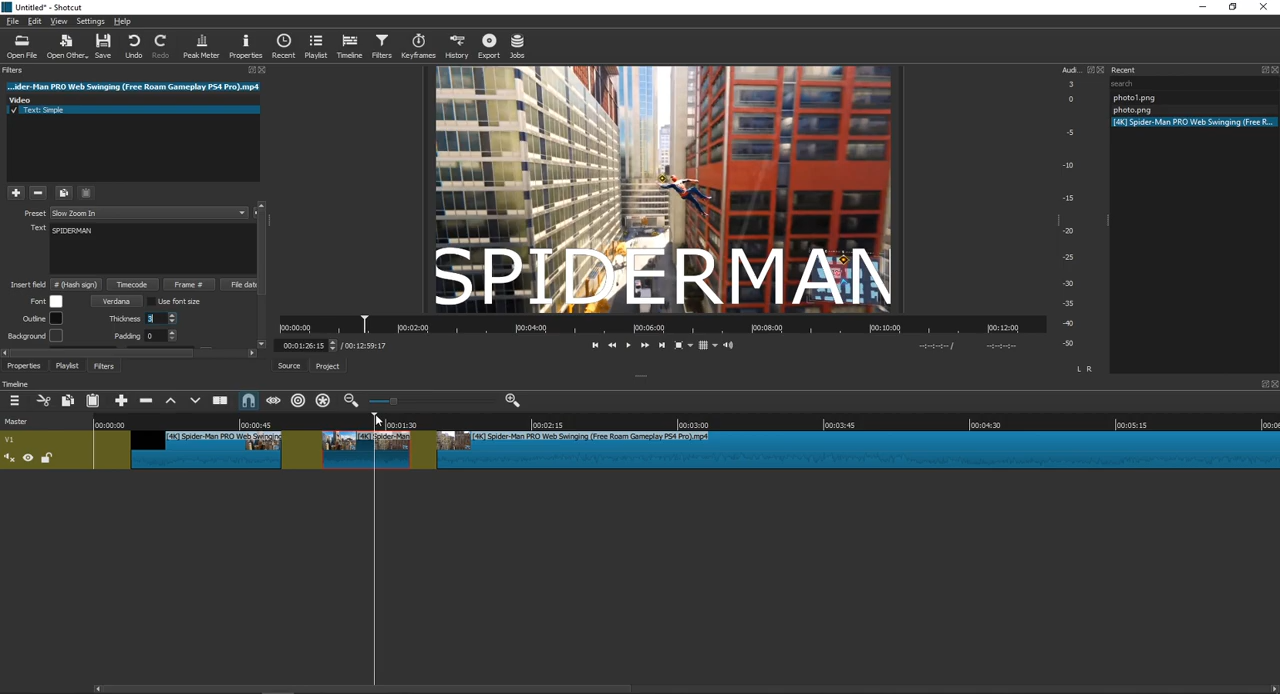 Untitled* - Shotcut
File Edit View Settings Help
Open File Open Other.. Save Undo Redo Peak Meter Properties Recent Playlist Timeline Filters Keyframes History Export Jobs
Filters
...ider-Man PRO Web Swinging (Free Roam Gameplay PS4 Pro).mp4
Video
✓ Text: Simple
Preset Slow Zoom In
Text SPIDERMAN
Insert field # (Hash sign) Timecode Frame # File date
Font Verdana Use font size
Outline Thickness 3
Background Padding 0
Properties Playlist Filters
SPIDERMAN
00:00:00 00:02:00 00:04:00 00:06:00 00:08:00 00:10:00 00:12:00
00:01:26:15 / 00:12:59:17 --:--:--:-- / --:--:--:--
Source Project
Audi...
3
0
-5
-10
-15
-20
-25
-30
-35
-40
-50
L R
Recent
search
photo1.png
photo.png
[4K] Spider-Man PRO Web Swinging (Free R...
Timeline
Master
00:00:00 00:00:45 00:01:30 00:02:15 00:03:00 00:03:45 00:04:30 00:05:15 00:06
V1
[4K] Spider-Man PRO Web Swinging [4K] Spider-Man [4K] Spider-Man PRO Web Swinging (Free Roam Gameplay PS4 Pro).mp4